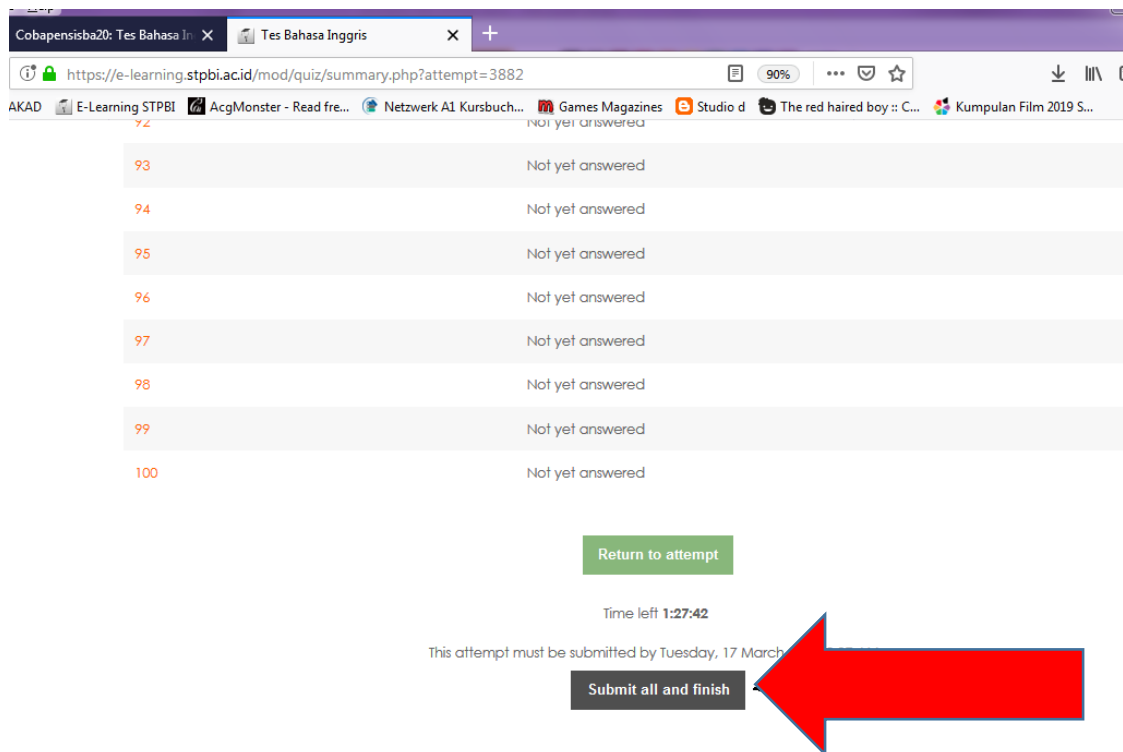 Cobapensisba20: Tes Bahasa In
Tes Bahasa Inggris
https://e-learning.stpbi.ac.id/mod/quiz/summary.php?attempt=3882
90%
AKAD E-Learning STPBI AcgMonster - Read fre... Netzwerk A1 Kursbuch... Games Magazines Studio d The red haired boy :: C... Kumpulan Film 2019 S...
92 Not yet answered
93 Not yet answered
94 Not yet answered
95 Not yet answered
96 Not yet answered
97 Not yet answered
98 Not yet answered
99 Not yet answered
100 Not yet answered
Return to attempt
Time left 1:27:42
This attempt must be submitted by Tuesday, 17 March
Submit all and finish